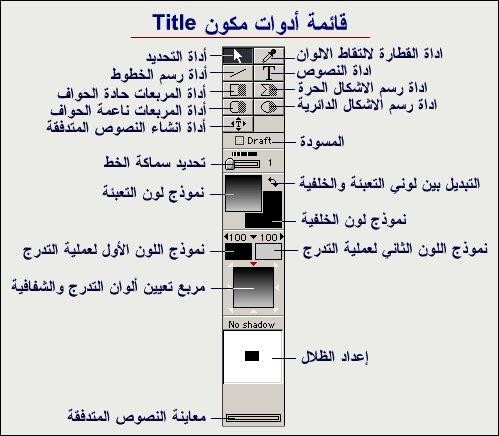 قائمة أدوات مكون Title
اداة القطارة لالتقاط الالوان
أداة التحديد
اداة النصوص
أداة رسم الخطوط
اداة رسم الاشكال الحرة
أداة المربعات حادة الحواف
اداة رسم الاشكال الدائرية
أداة المربعات ناعمة الحواف
أداة انشاء النصوص المتدفقة
T
T
Draft
المسودة
تحديد سماكة الخط
1
التبديل بين لوني التعبئة والخلفية
نموذج لون التعبئة
نموذج لون الخلفية
100 100
نموذج اللون الثاني لعملية التدرج
نموذج اللون الأول لعملية التدرج
مربع تعيين ألوان التدرج والشفافية
No shadow
إعداد الظلال
معاينة النصوص المتدفقة